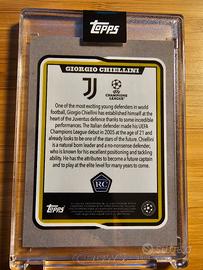 Topps
GIORGIO CHIELLINI
CHAMPIONS
LEAGUE
One of the most exciting young defenders in world
football, Giorgio Chiellini has established himself at the
heart of the Juventus defence thanks to some incredible
performances. The Italian defender made his UEFA
Champions League debut in 2005 at the age of 21 and
already looks to be one of the stars of the future. Chiellini
is a natural born leader and a no-nonsense defender,
who is known for his excellent positioning and tackling
ability. He has the attributes to become a future captain
and to play at the elite level for many years to come.
RC
Topps